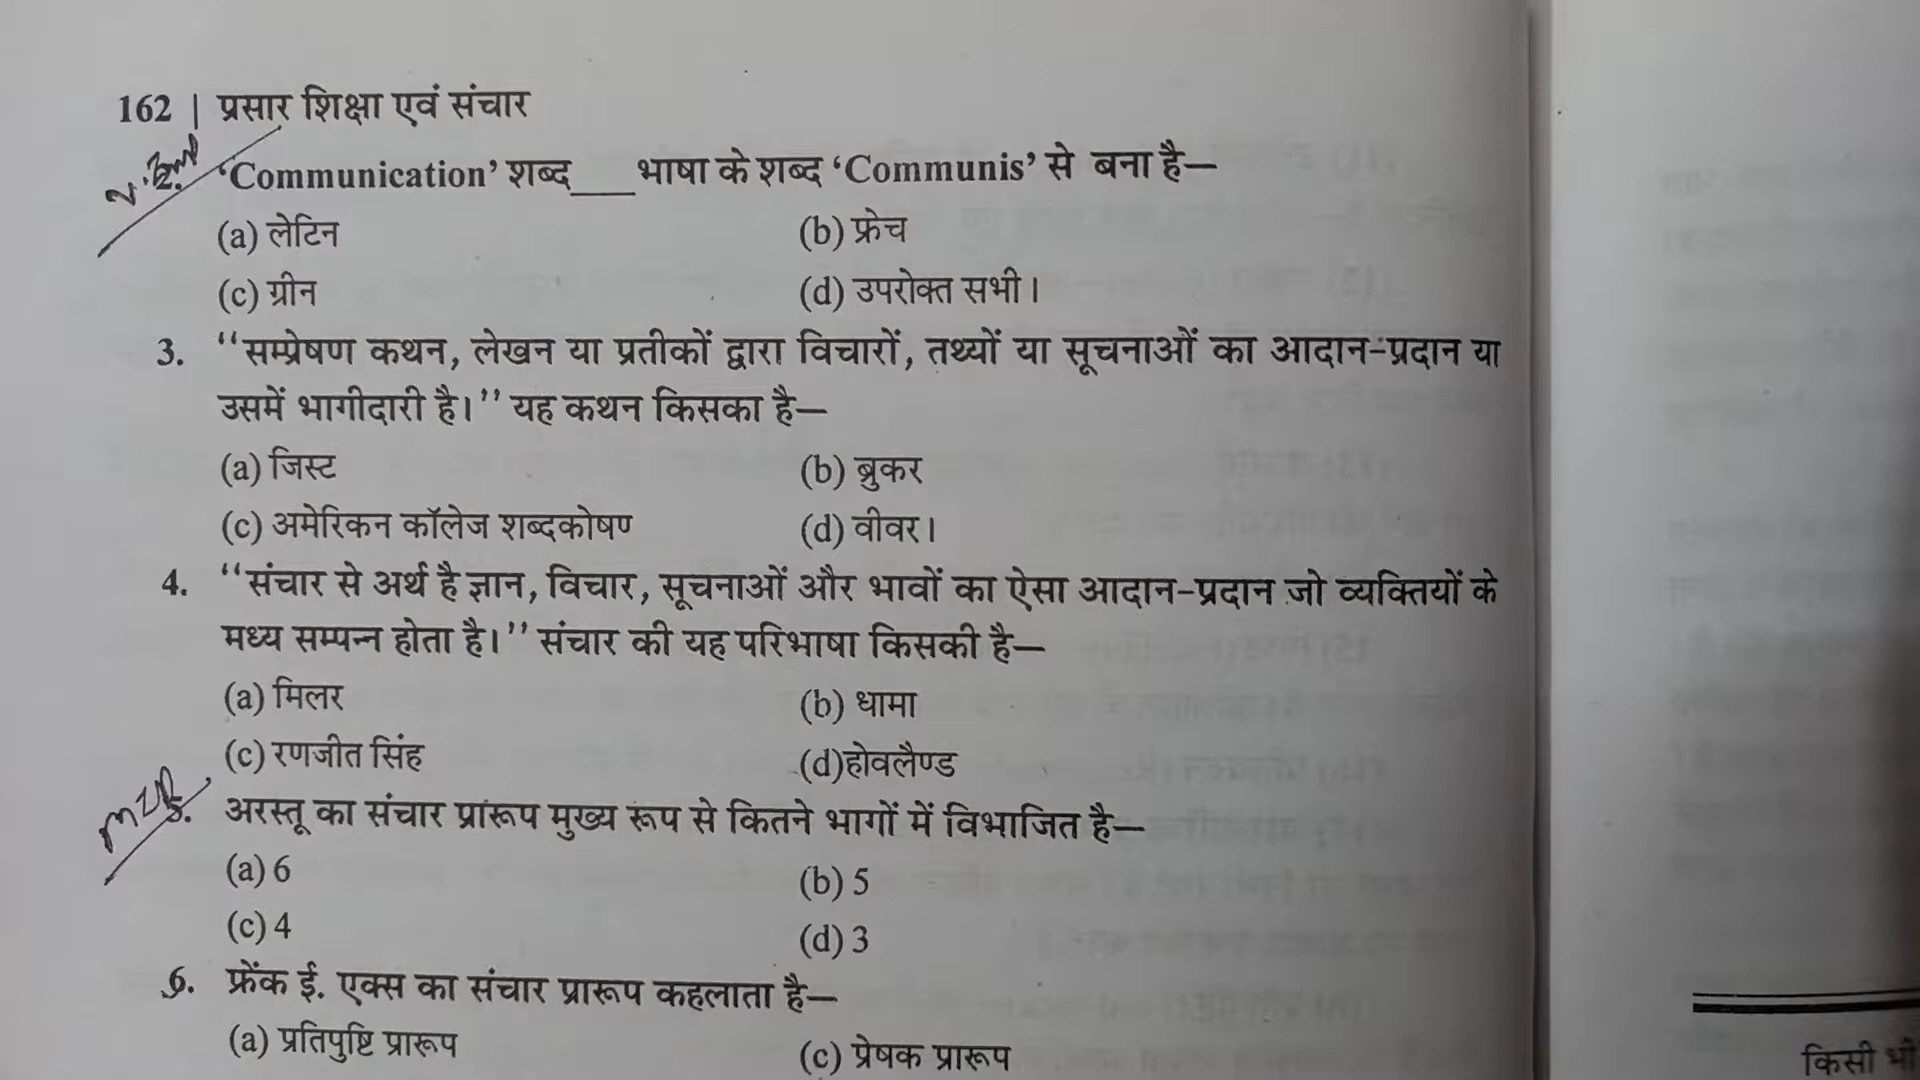 162 | प्रसार शिक्षा एवं संचार
2. 'Communication' शब्द___भाषा के शब्द 'Communis' से बना है—
(a) लेटिन (b) फ्रेच
(c) ग्रीन (d) उपरोक्त सभी।
3. ''सम्प्रेषण कथन, लेखन या प्रतीकों द्वारा विचारों, तथ्यों या सूचनाओं का आदान-प्रदान या
उसमें भागीदारी है।'' यह कथन किसका है—
(a) जिस्ट (b) ब्रुकर
(c) अमेरिकन कॉलेज शब्दकोषण (d) वीवर।
4. ''संचार से अर्थ है ज्ञान, विचार, सूचनाओं और भावों का ऐसा आदान-प्रदान जो व्यक्तियों के
मध्य सम्पन्न होता है।'' संचार की यह परिभाषा किसकी है—
(a) मिलर (b) धामा
(c) रणजीत सिंह (d)होवलैण्ड
5. अरस्तू का संचार प्रारूप मुख्य रूप से कितने भागों में विभाजित है—
(a) 6 (b) 5
(c) 4 (d) 3
6. फ्रेंक ई. एक्स का संचार प्रारूप कहलाता है—
(a) प्रतिपुष्टि प्रारूप (c) प्रेषक प्रारूप
किसी भी